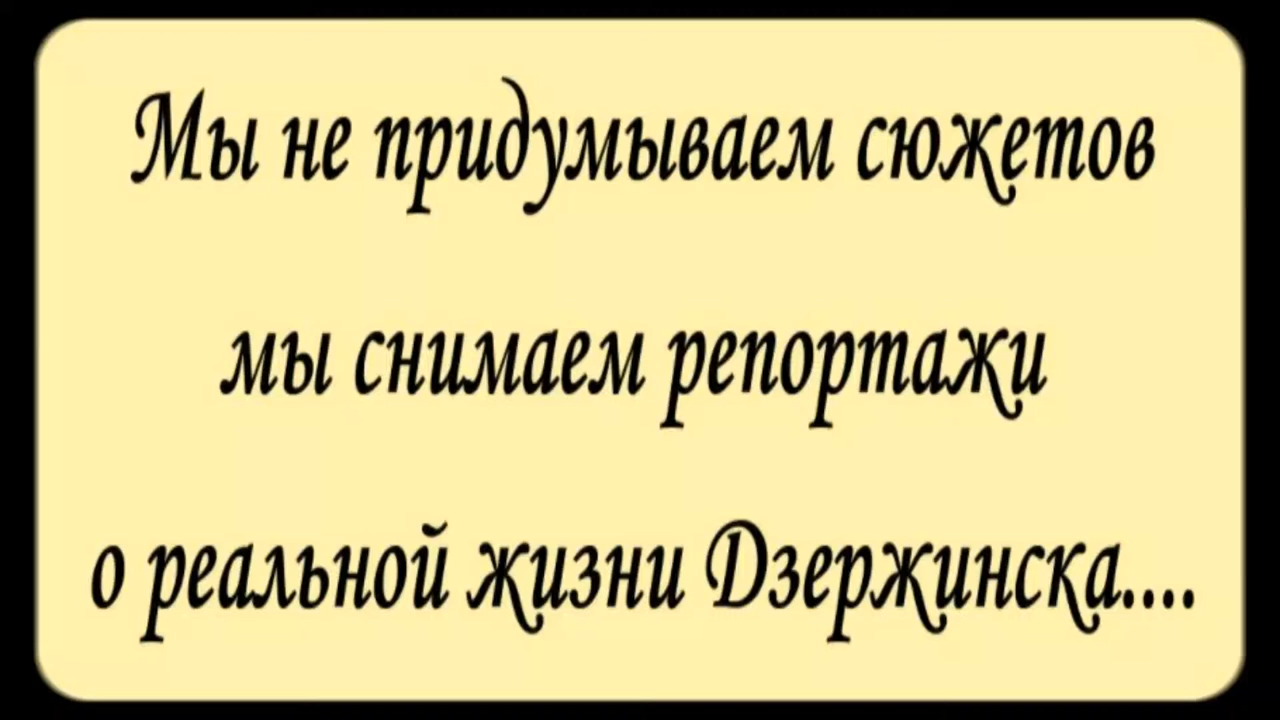 Мы не придумываем сюжетов
мы снимаем репортажи
о реальной жизни Дзержинска....